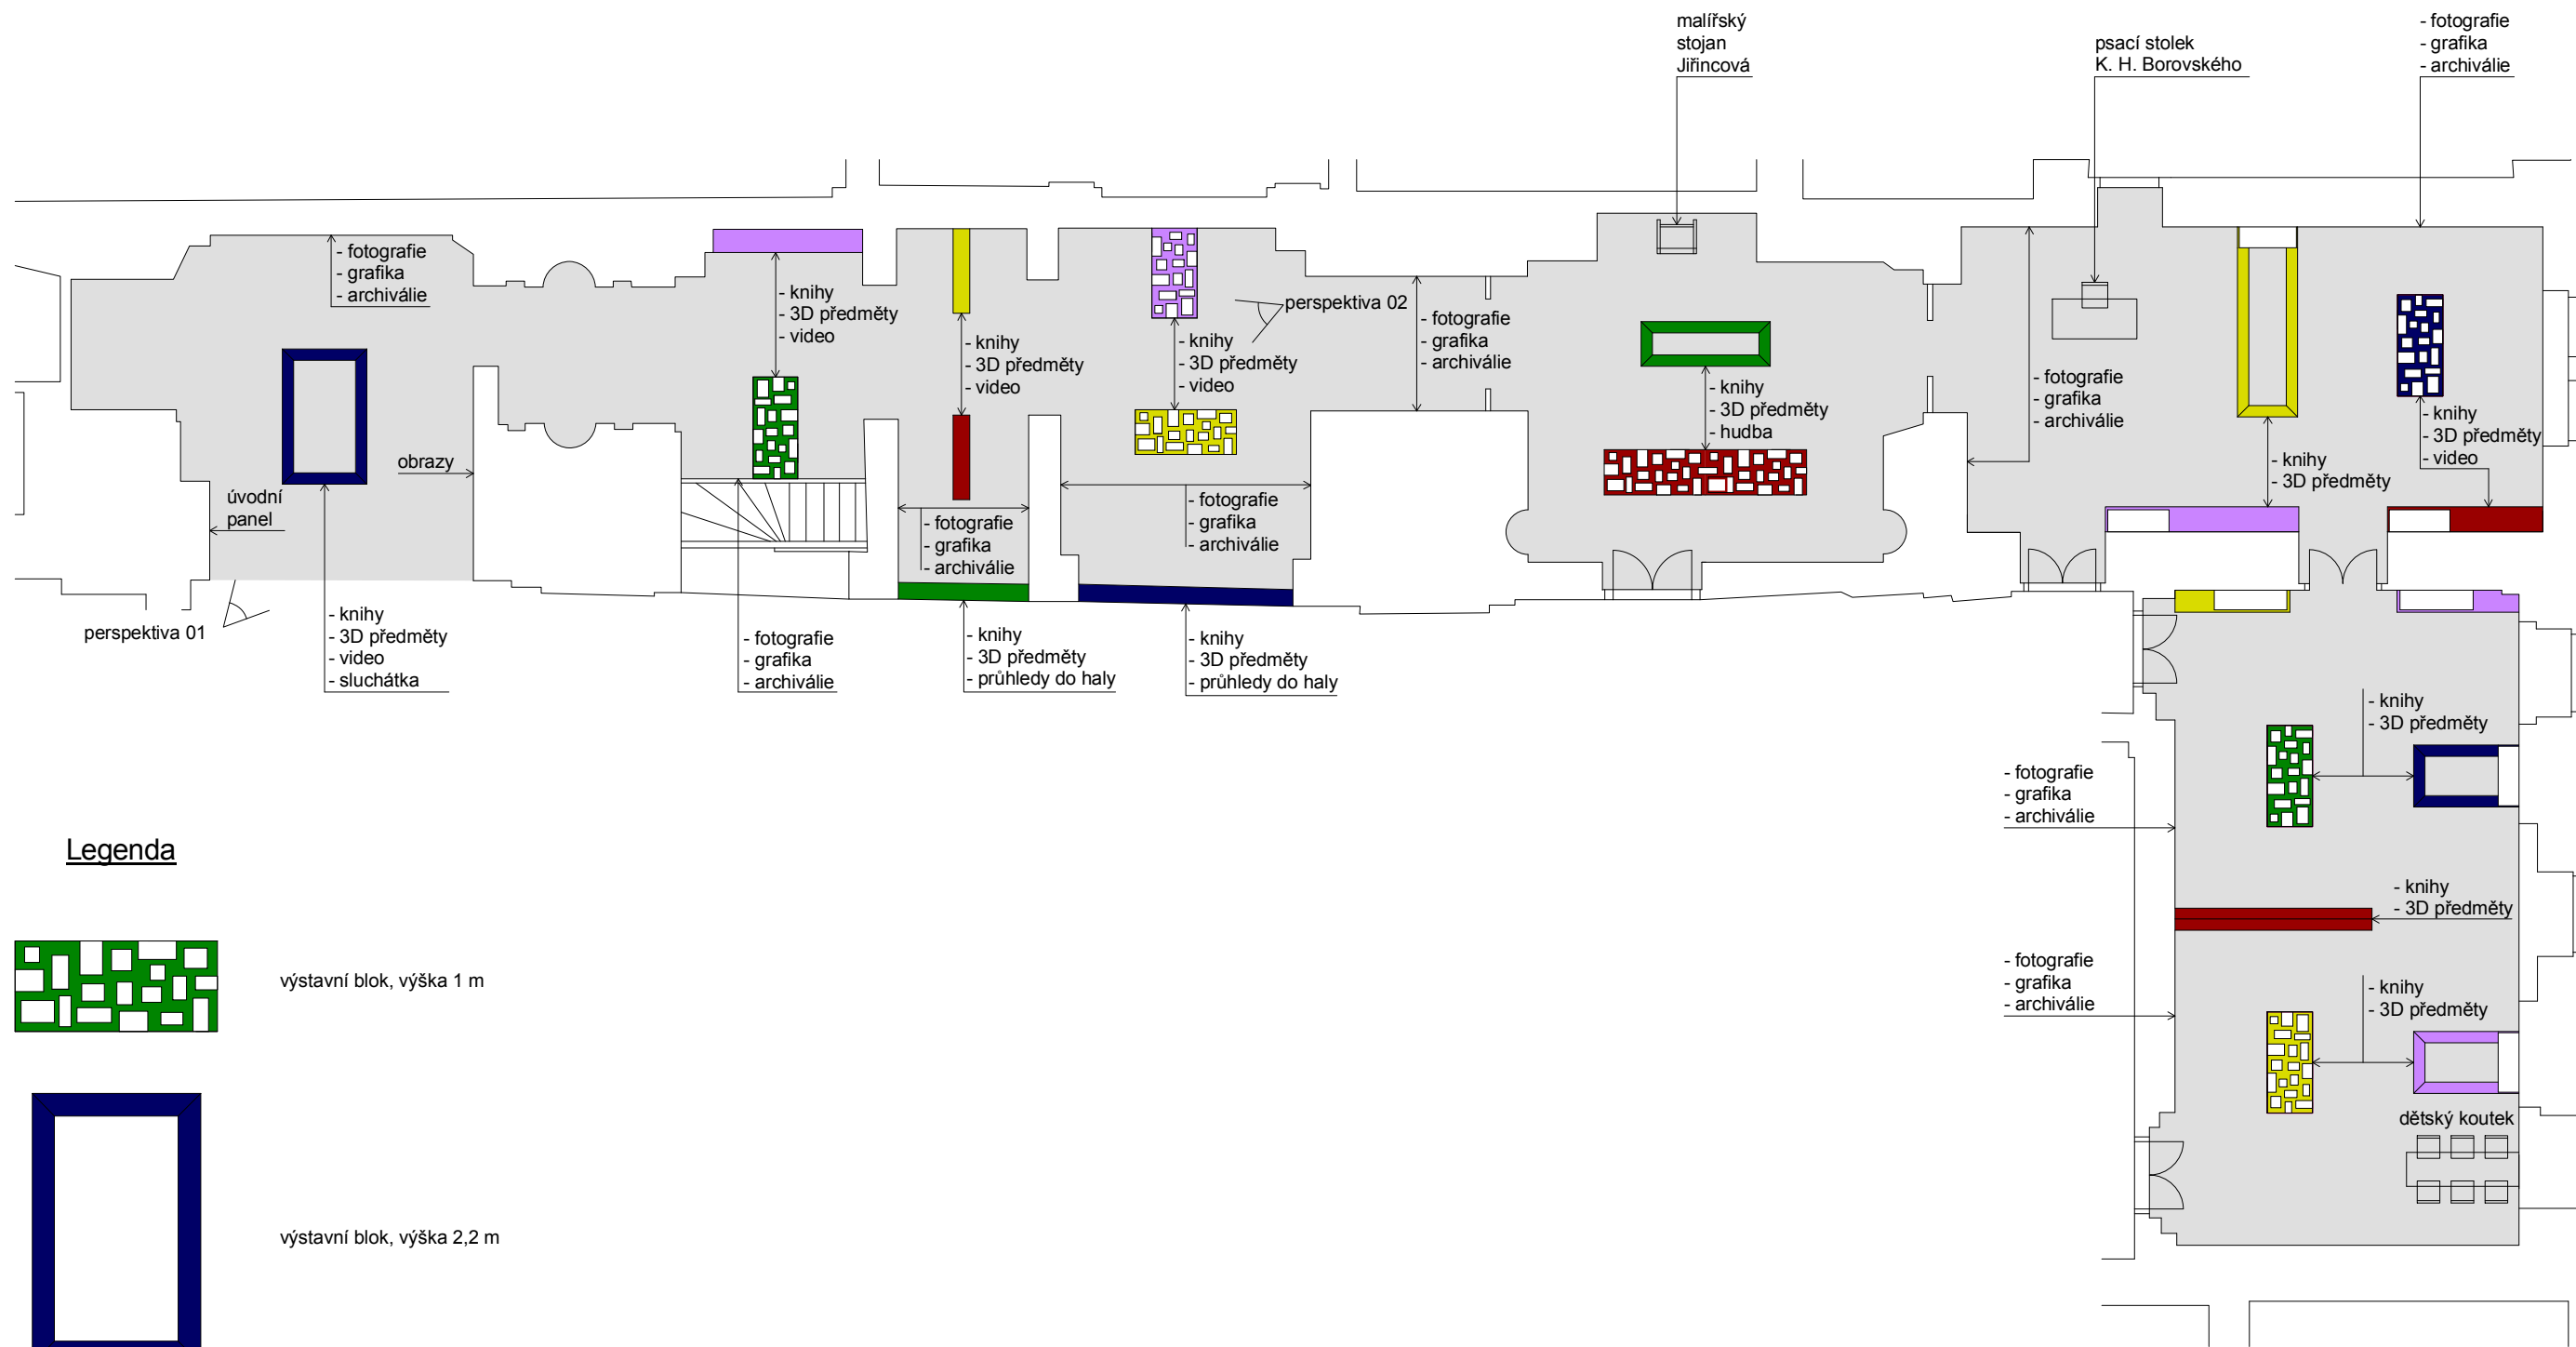 malířský
stojan
Jiřincová
psací stolek
K. H. Borovského
- fotografie
- grafika
- archiválie
- fotografie
- grafika
- archiválie
- knihy
- 3D předměty
- video
- knihy
- 3D předměty
- video
- knihy
- 3D předměty
- video
perspektiva 02
- fotografie
- grafika
- archiválie
- knihy
- 3D předměty
- hudba
- fotografie
- grafika
- archiválie
- knihy
- 3D předměty
- knihy
- 3D předměty
- video
obrazy
úvodní
panel
- fotografie
- grafika
- archiválie
- fotografie
- grafika
- archiválie
perspektiva 01
- knihy
- 3D předměty
- video
- sluchátka
- fotografie
- grafika
- archiválie
- knihy
- 3D předměty
- průhledy do haly
- knihy
- 3D předměty
- průhledy do haly
- knihy
- 3D předměty
- fotografie
- grafika
- archiválie
- knihy
- 3D předměty
- fotografie
- grafika
- archiválie
- knihy
- 3D předměty
dětský koutek
Legenda
výstavní blok, výška 1 m
výstavní blok, výška 2,2 m